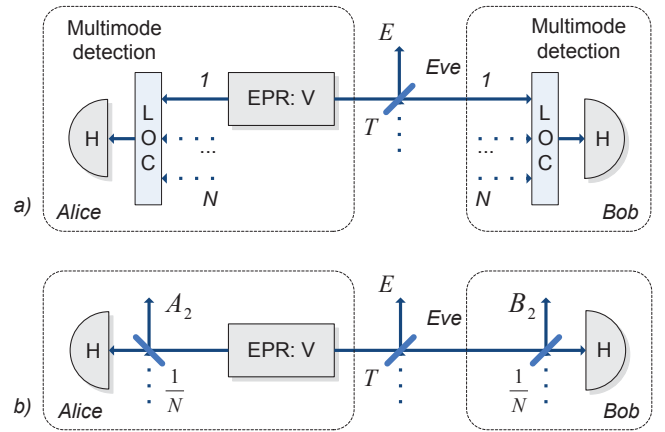 Multimode
detection
E
Multimode
detection
1
EPR: V
Eve
1
H
L
O
C
T
L
O
C
H
...
...
N
N
a)
Alice
Bob
A₂
E
B₂
H
EPR: V
Eve
H
1/N
T
1/N
b)
Alice
Bob